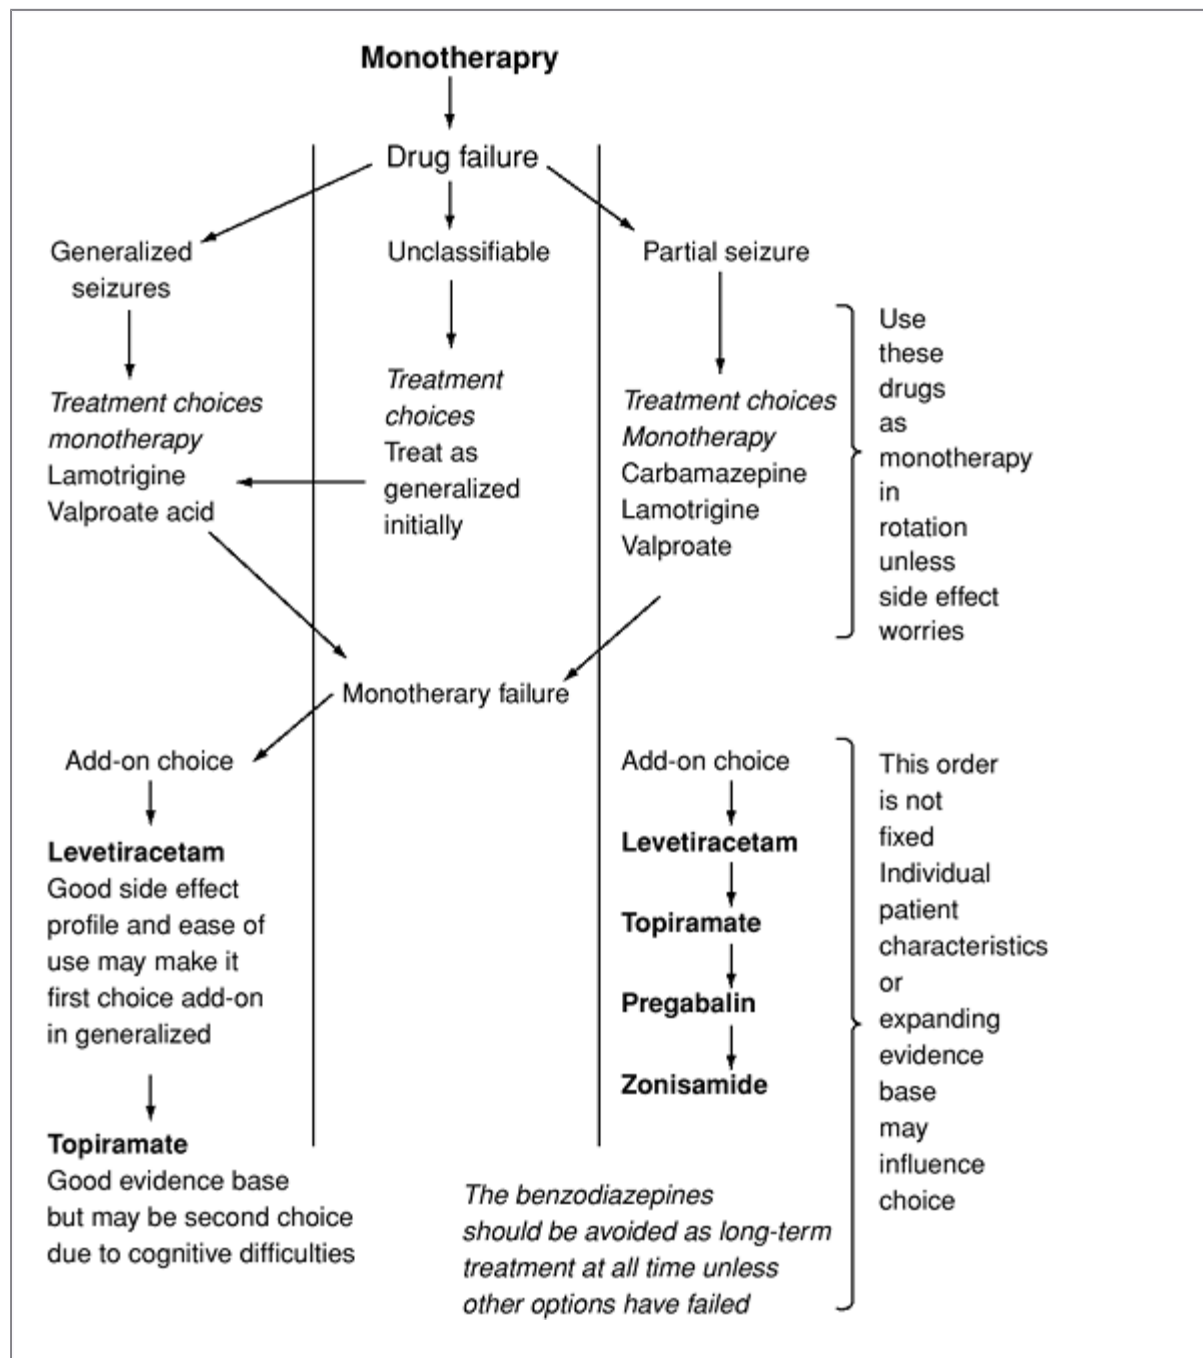 Monotherapry
Drug failure
Generalized
seizures
Unclassifiable
Partial seizure
Treatment choices
monotherapy
Lamotrigine
Valproate acid
Treatment
choices
Treat as
generalized
initially
Treatment choices
Monotherapy
Carbamazepine
Lamotrigine
Valproate
Use
these
drugs
as
monotherapy
in
rotation
unless
side effect
worries
Monotherary failure
Add-on choice
Levetiracetam
Good side effect
profile and ease of
use may make it
first choice add-on
in generalized
Topiramate
Good evidence base
but may be second choice
due to cognitive difficulties
Add-on choice
Levetiracetam
Topiramate
Pregabalin
Zonisamide
This order
is not
fixed
Individual
patient
characteristics
or
expanding
evidence
base
may
influence
choice
The benzodiazepines
should be avoided as long-term
treatment at all time unless
other options have failed